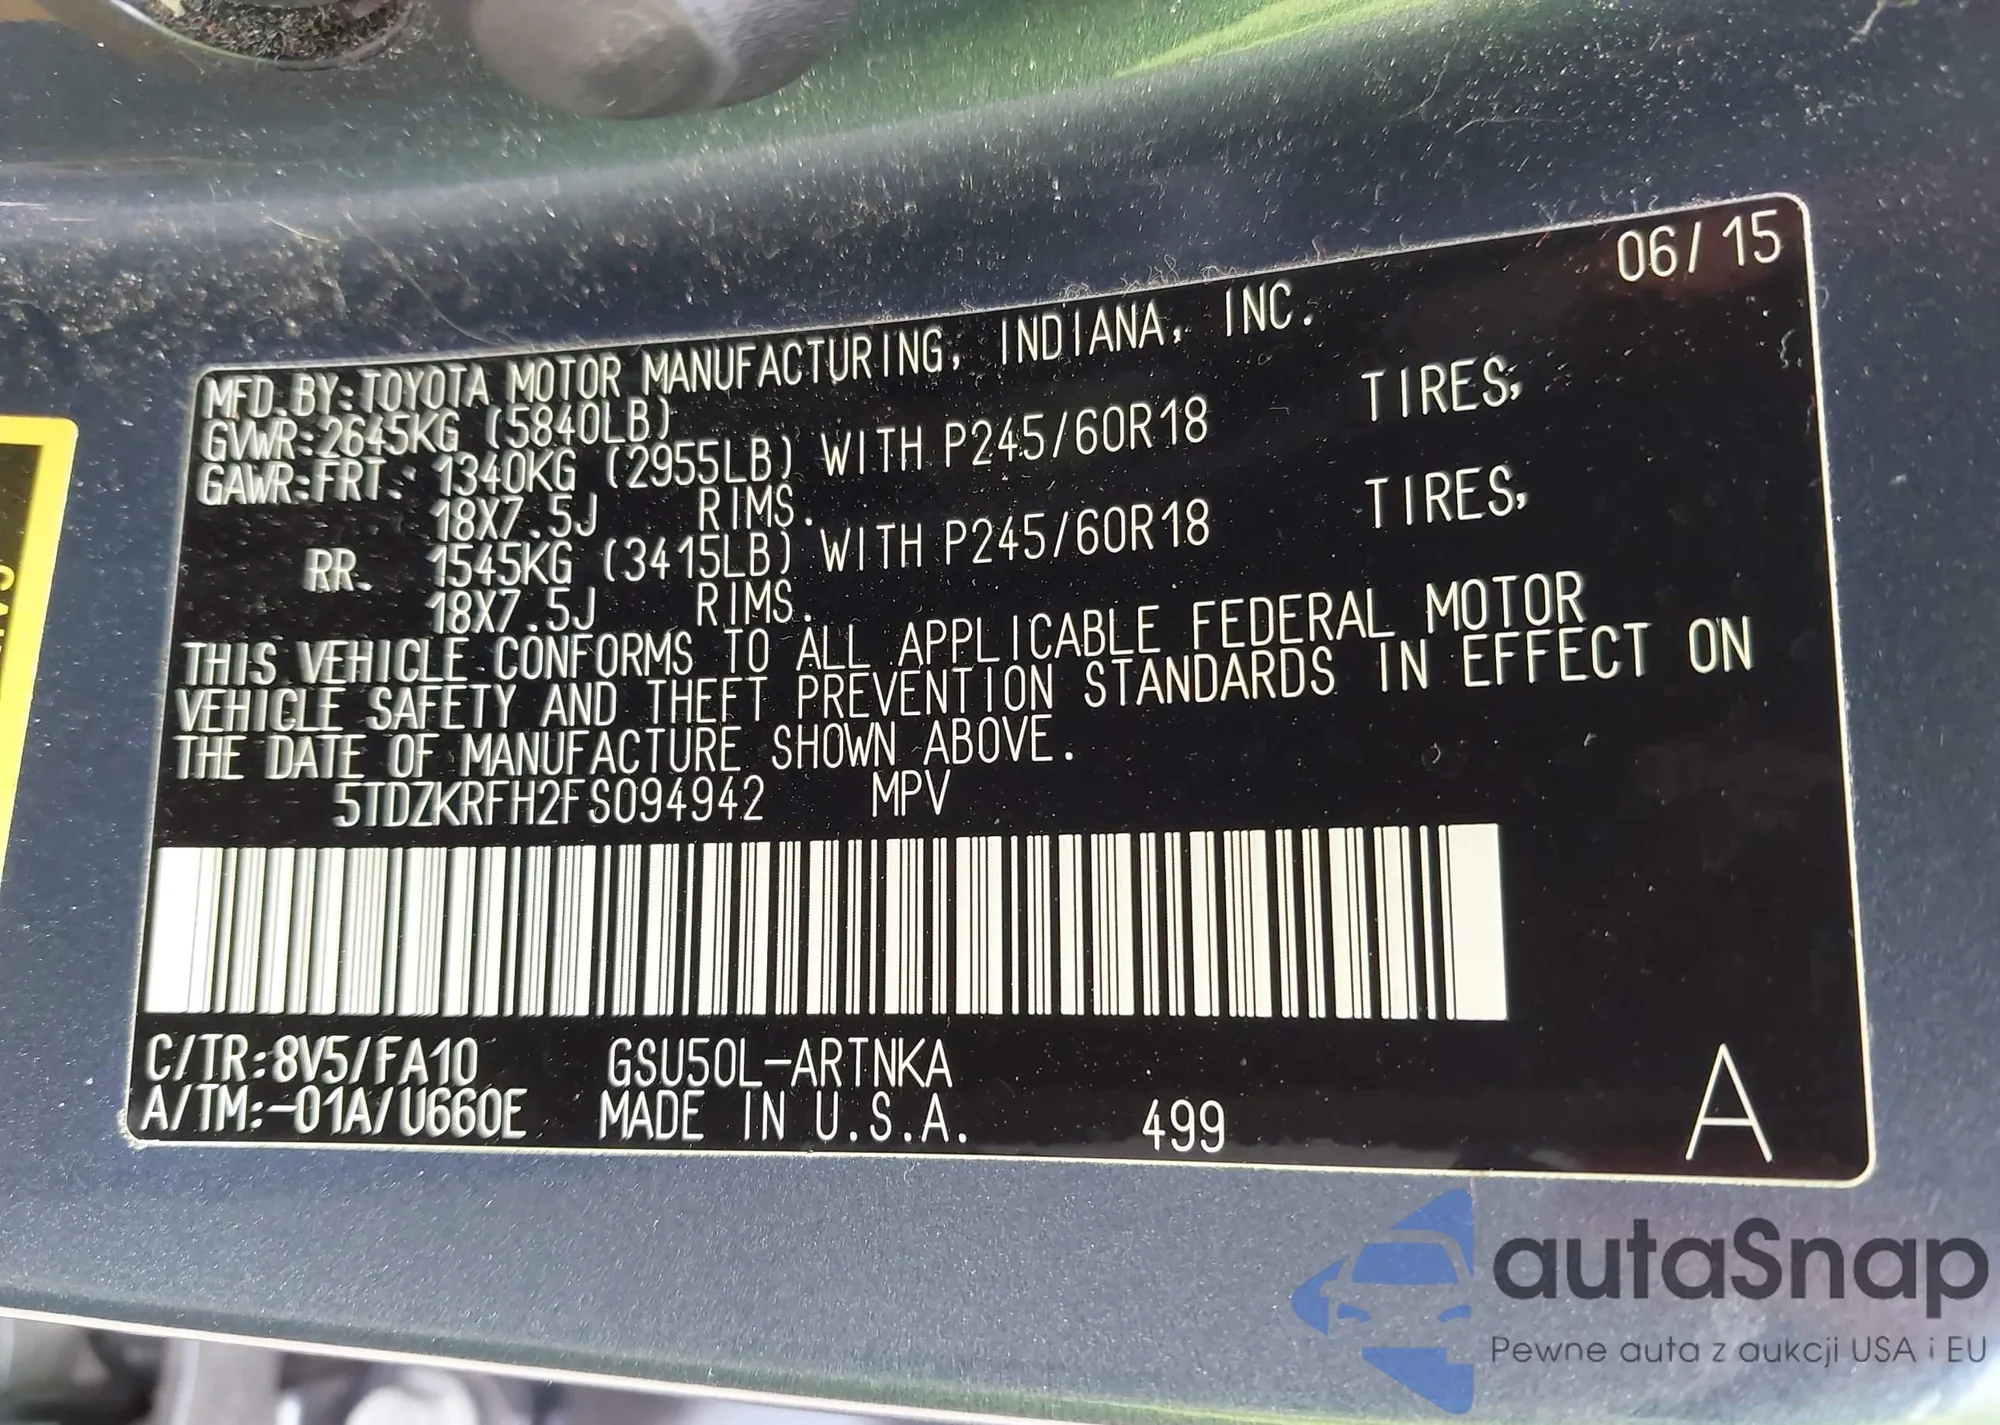 06/15
MFD.BY:TOYOTA MOTOR MANUFACTURING, INDIANA, INC.
GVWR:2645KG (5840LB)
GAWR:FRT. 1340KG (2955LB) WITH P245/60R18 TIRES,
18X7.5J RIMS.
RR. 1545KG (3415LB) WITH P245/60R18 TIRES,
18X7.5J RIMS.
THIS VEHICLE CONFORMS TO ALL APPLICABLE FEDERAL MOTOR
VEHICLE SAFETY AND THEFT PREVENTION STANDARDS IN EFFECT ON
THE DATE OF MANUFACTURE SHOWN ABOVE.
5TDZKRFH2FS094942 MPV
C/TR:8V5/FA10 GSU50L-ARTNKA
A/TM:-01A/U660E MADE IN U.S.A. 499 A
autaSnap
Pewne auta z aukcji USA i EU